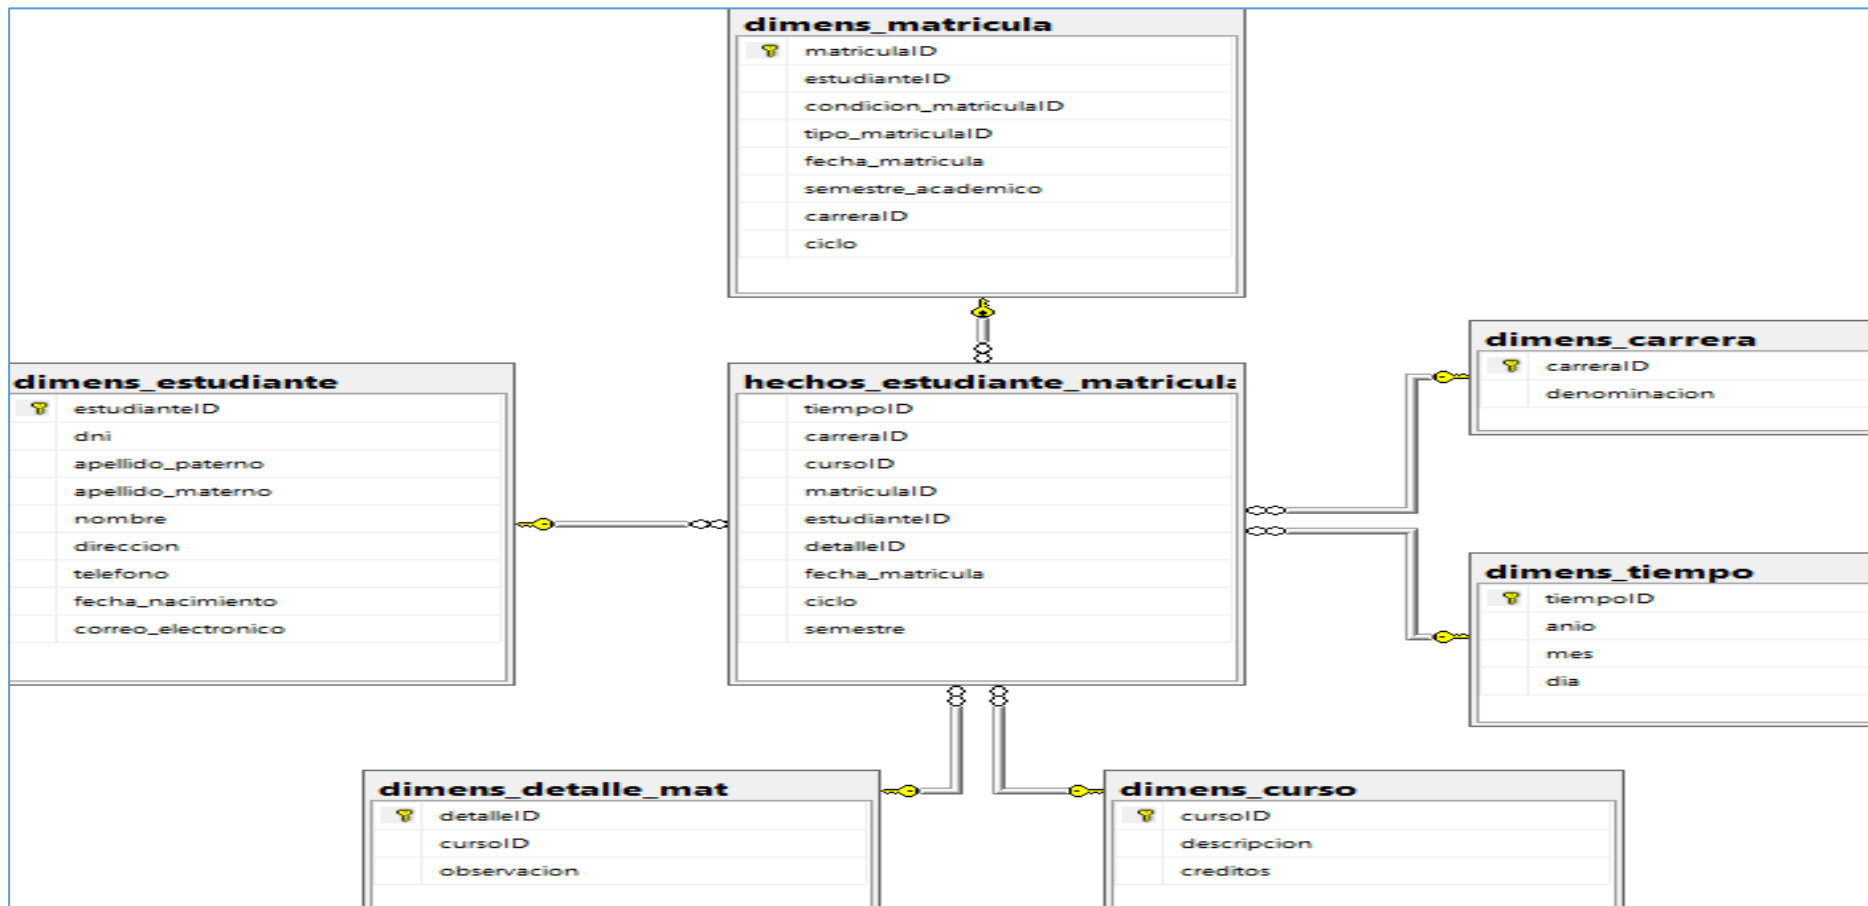 dimens_matricula
matriculaID
estudianteID
condicion_matriculaID
tipo_matriculaID
fecha_matricula
semestre_academico
carreraID
ciclo
dimens_estudiante
estudianteID
dni
apellido_paterno
apellido_materno
nombre
direccion
telefono
fecha_nacimiento
correo_electronico
hechos_estudiante_matricula
tiempoID
carreraID
cursoID
matriculaID
estudianteID
detalleID
fecha_matricula
ciclo
semestre
dimens_carrera
carreraID
denominacion
dimens_tiempo
tiempoID
anio
mes
dia
dimens_detalle_mat
detalleID
cursoID
observacion
dimens_curso
cursoID
descripcion
creditos